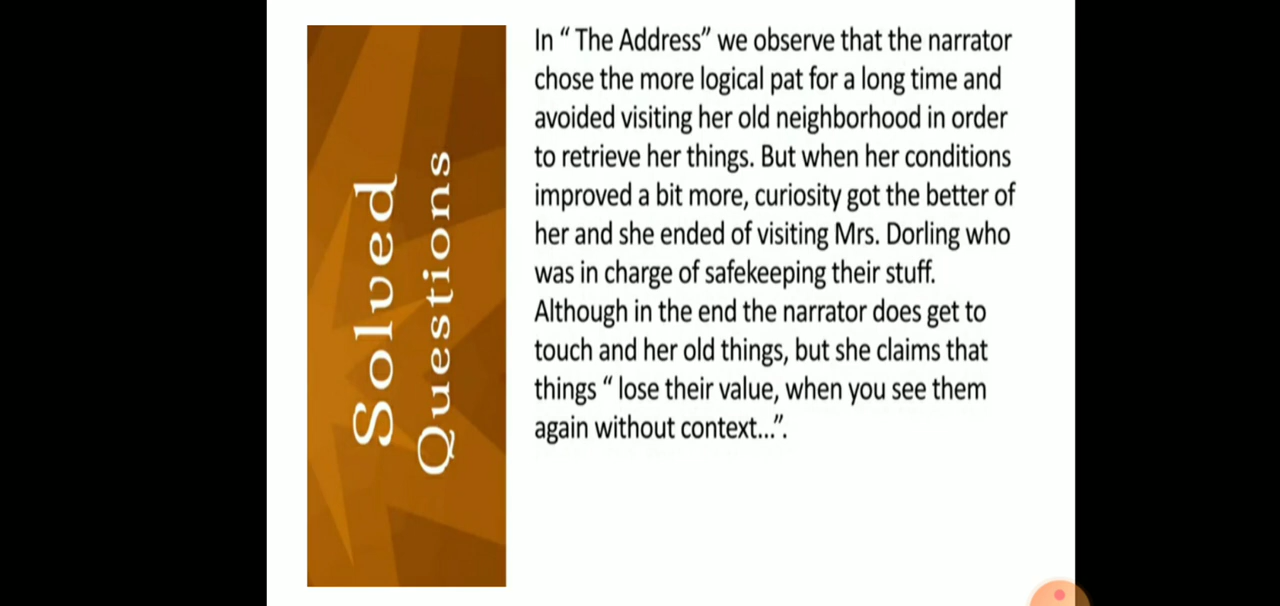 Solved
Questions
In “ The Address” we observe that the narrator
chose the more logical pat for a long time and
avoided visiting her old neighborhood in order
to retrieve her things. But when her conditions
improved a bit more, curiosity got the better of
her and she ended of visiting Mrs. Dorling who
was in charge of safekeeping their stuff.
Although in the end the narrator does get to
touch and her old things, but she claims that
things “ lose their value, when you see them
again without context...”.